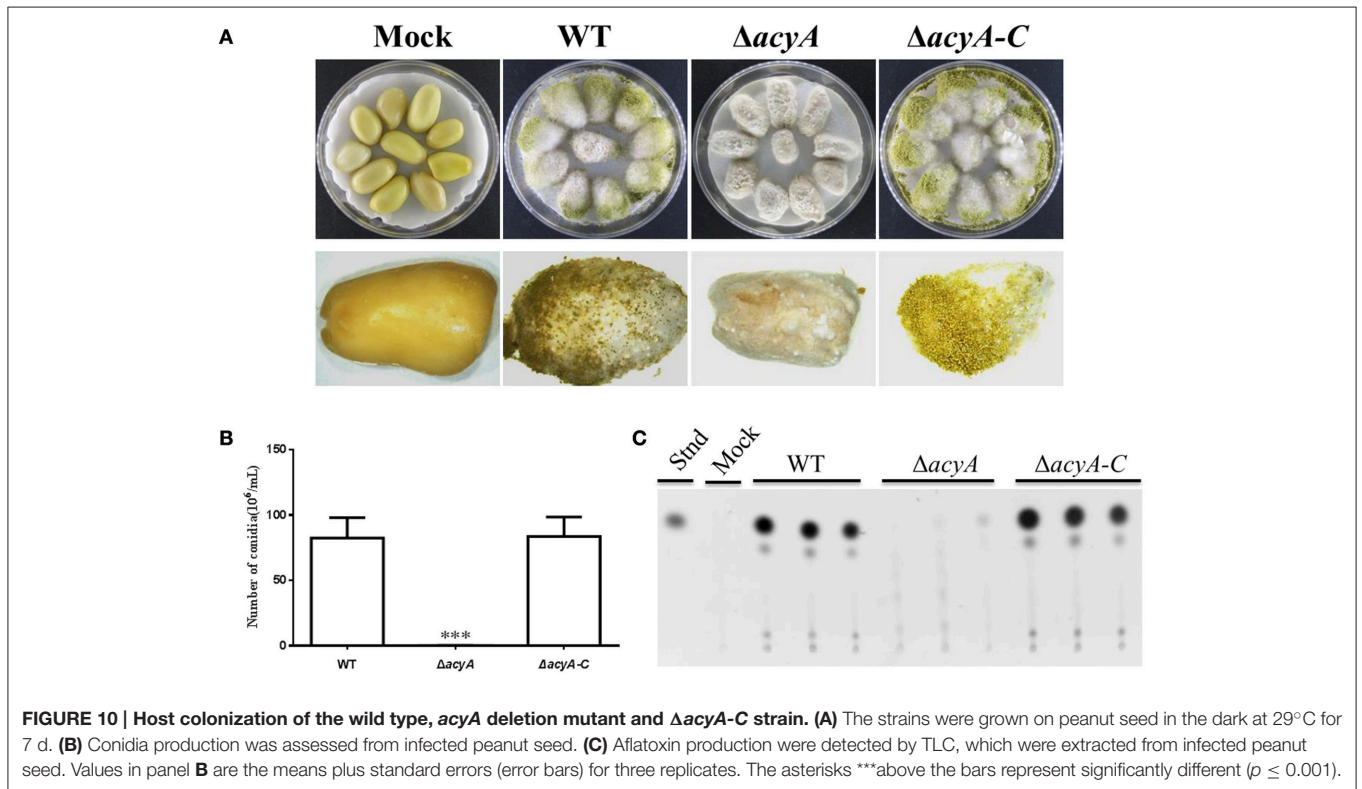 A
Mock WT ΔacyA ΔacyA-C
B
Number of conidia(10⁶/mL)
150
100
50
0
***
WT ΔacyA ΔacyA-C
C
Stnd Mock WT ΔacyA ΔacyA-C
FIGURE 10 | Host colonization of the wild type, acyA deletion mutant and ΔacyA-C strain. (A) The strains were grown on peanut seed in the dark at 29°C for
7 d. (B) Conidia production was assessed from infected peanut seed. (C) Aflatoxin production were detected by TLC, which were extracted from infected peanut
seed. Values in panel B are the means plus standard errors (error bars) for three replicates. The asterisks ***above the bars represent significantly different (p ≤ 0.001).